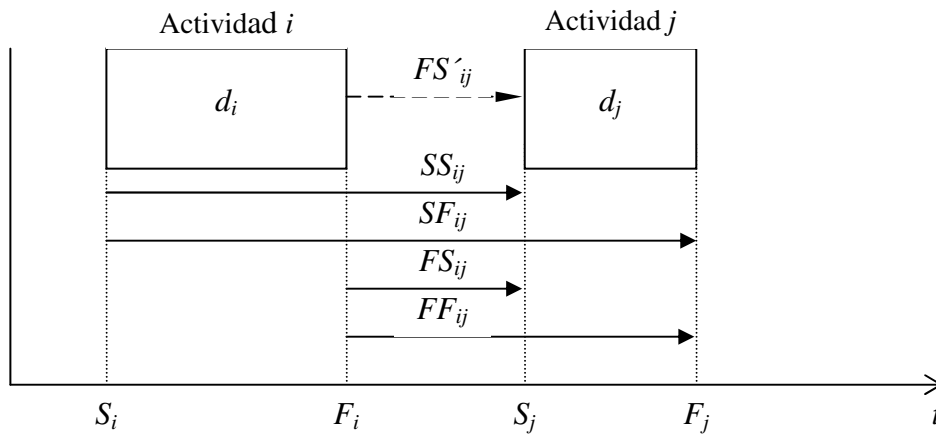 Actividad i
Actividad j
FS´ij
di
dj
SSij
SFij
FSij
FFij
Si
Fi
Sj
Fj
t